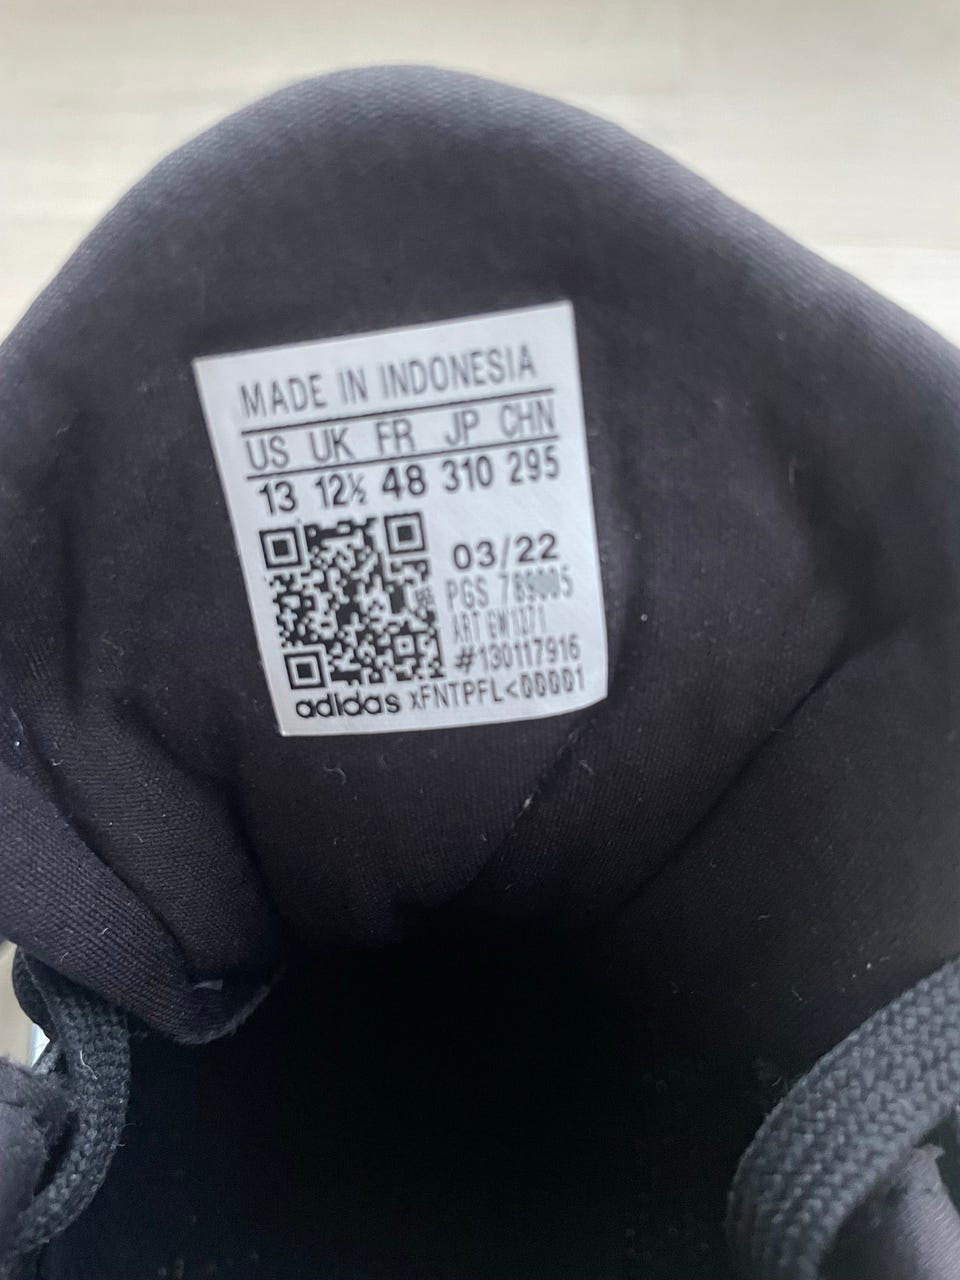 MADE IN INDONESIA
US UK FR JP CHN
13 12½ 48 310 295
03/22
PGS 789005
ART GW1371
#130117916
adidas xFNTPFL<00001